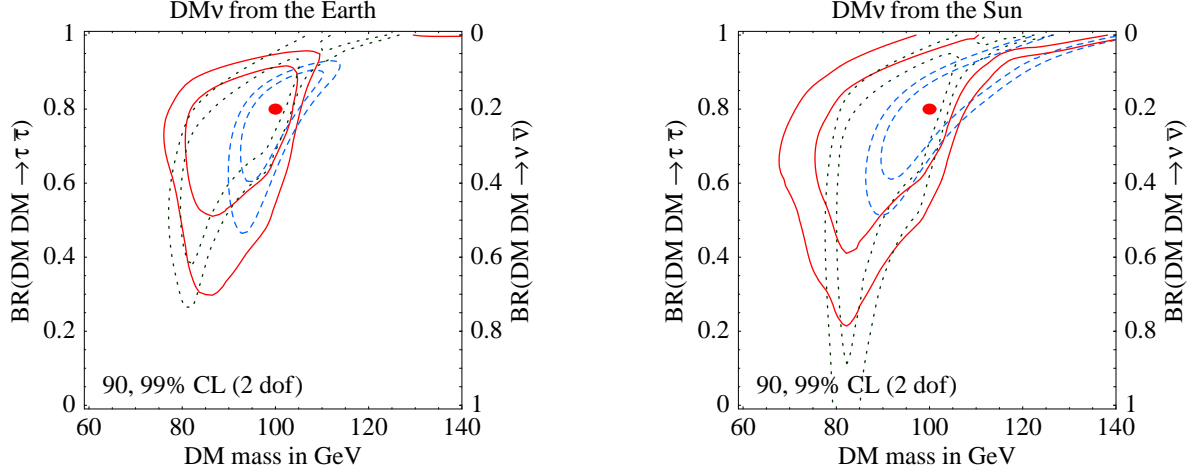 DMν from the Earth
1
0.8
0.6
0.4
0.2
0
0
0.2
0.4
0.6
0.8
1
BR(DM DM → τ τ̄)
BR(DM DM → ν ν̄)
90, 99% CL (2 dof)
60 80 100 120 140
DM mass in GeV
DMν from the Sun
1
0.8
0.6
0.4
0.2
0
0
0.2
0.4
0.6
0.8
1
BR(DM DM → τ τ̄)
BR(DM DM → ν ν̄)
90, 99% CL (2 dof)
60 80 100 120 140
DM mass in GeV